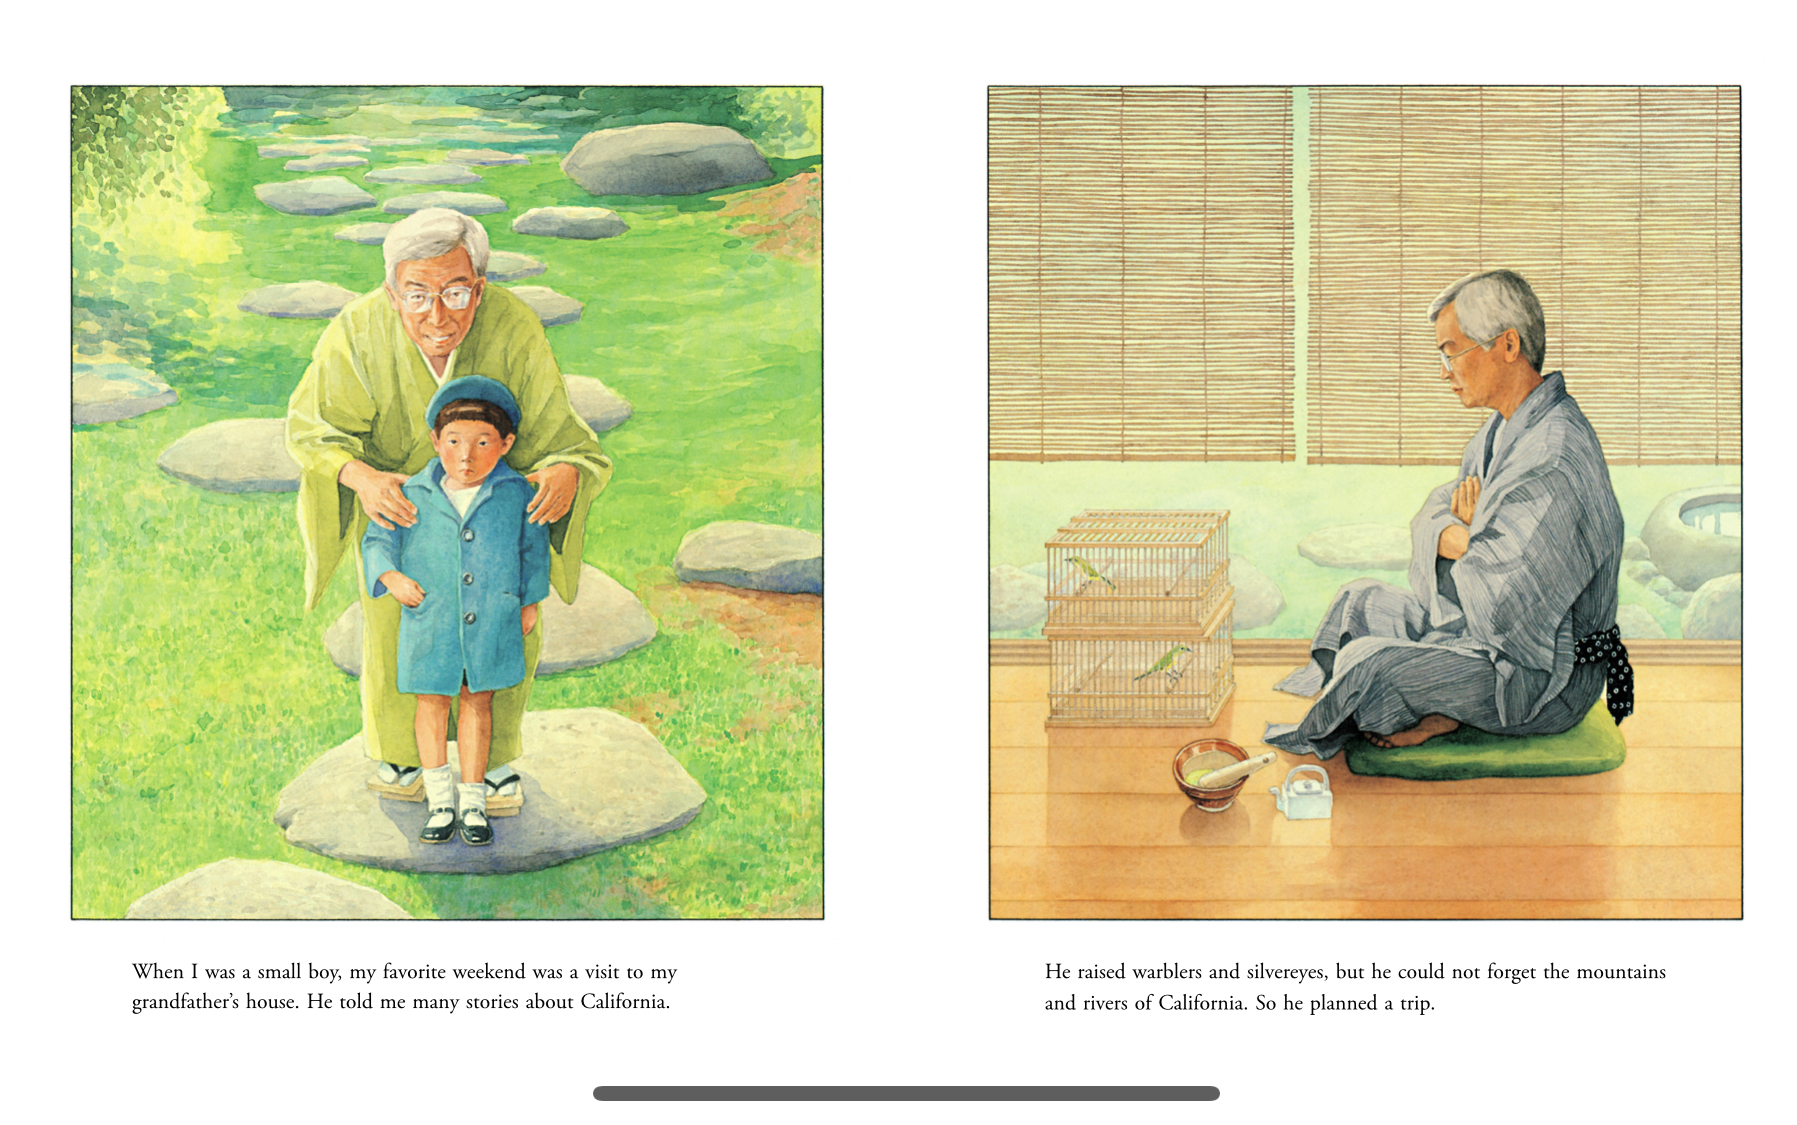 When I was a small boy, my favorite weekend was a visit to my
grandfather’s house. He told me many stories about California.
He raised warblers and silvereyes, but he could not forget the mountains
and rivers of California. So he planned a trip.